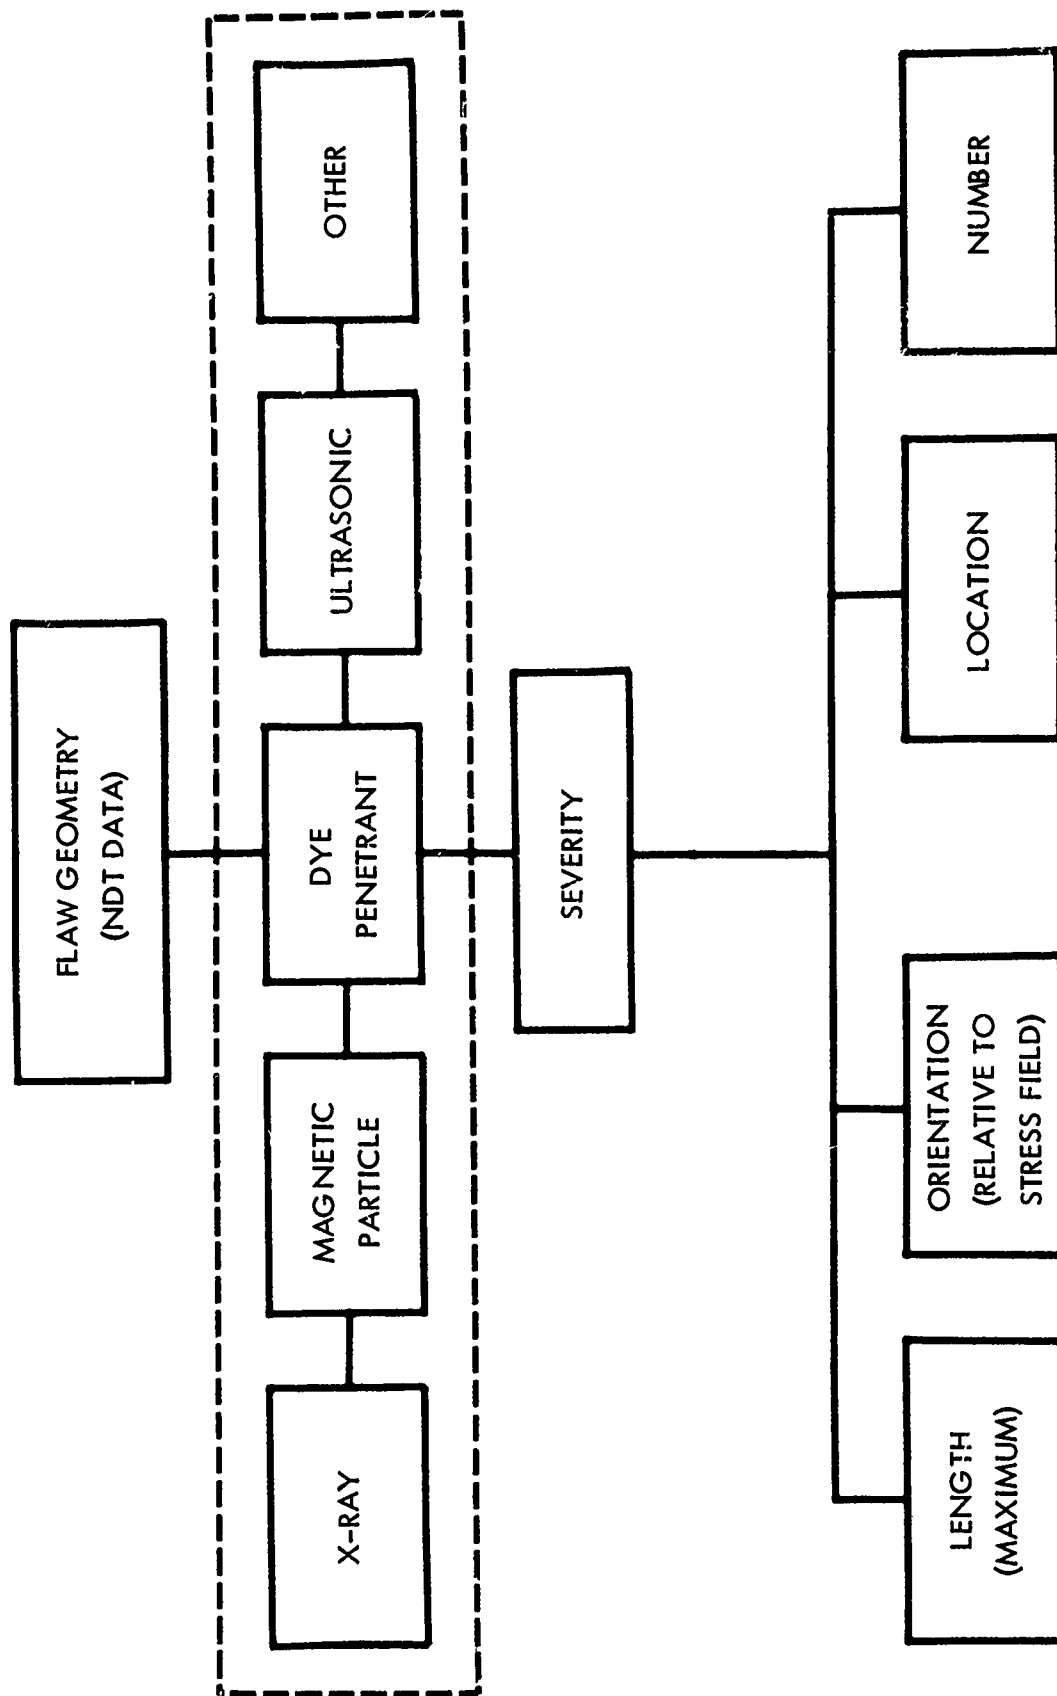 FLAW GEOMETRY
(NDT DATA)
X-RAY
MAGNETIC
PARTICLE
DYE
PENETRANT
ULTRASONIC
OTHER
SEVERITY
LENGTH
(MAXIMUM)
ORIENTATION
(RELATIVE TO
STRESS FIELD)
LOCATION
NUMBER